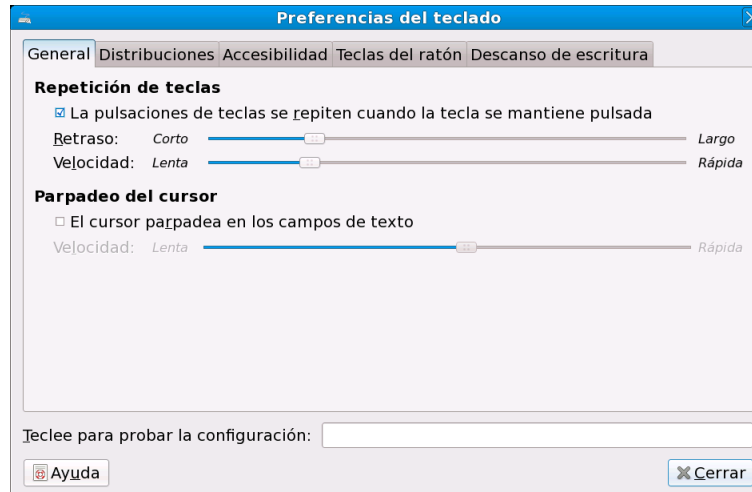 Preferencias del teclado
General Distribuciones Accesibilidad Teclas del ratón Descanso de escritura
Repetición de teclas
La pulsaciones de teclas se repiten cuando la tecla se mantiene pulsada
Retraso: Corto Largo
Velocidad: Lenta Rápida
Parpadeo del cursor
El cursor parpadea en los campos de texto
Velocidad: Lenta Rápida
Teclee para probar la configuración:
Ayuda Cerrar